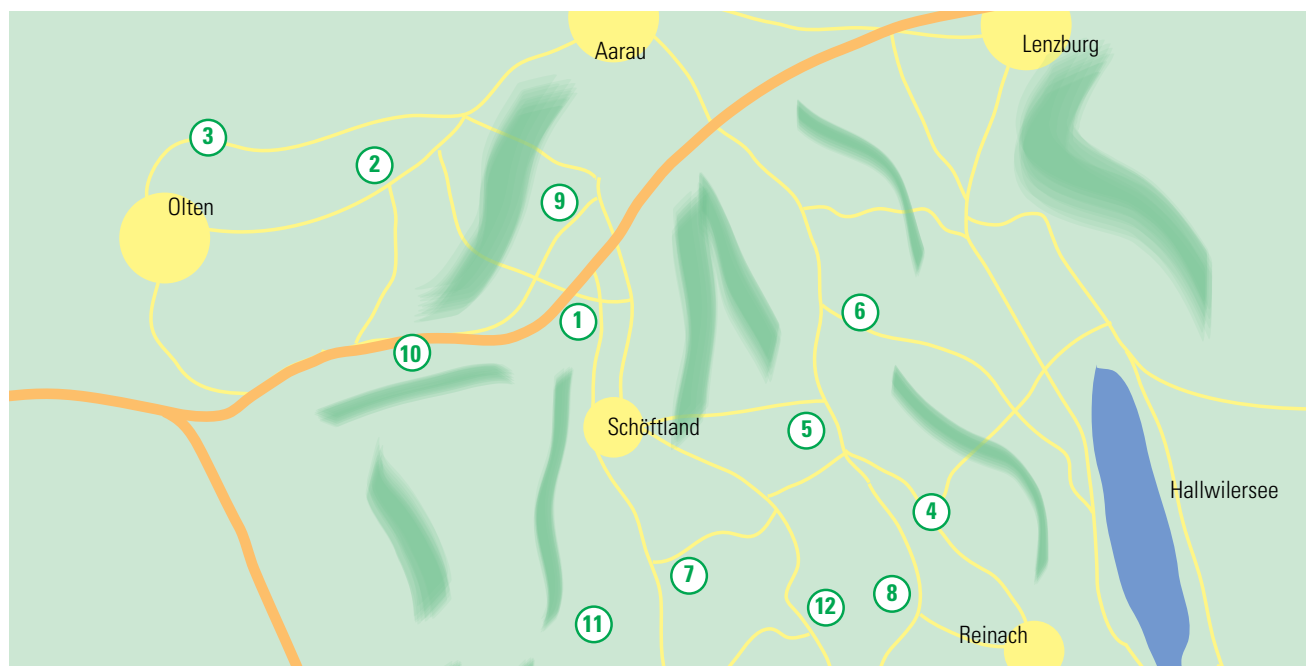 Aarau
Lenzburg
3
2
Olten
9
6
1
10
Schöftland
5
Hallwilersee
4
7
8
12
11
Reinach